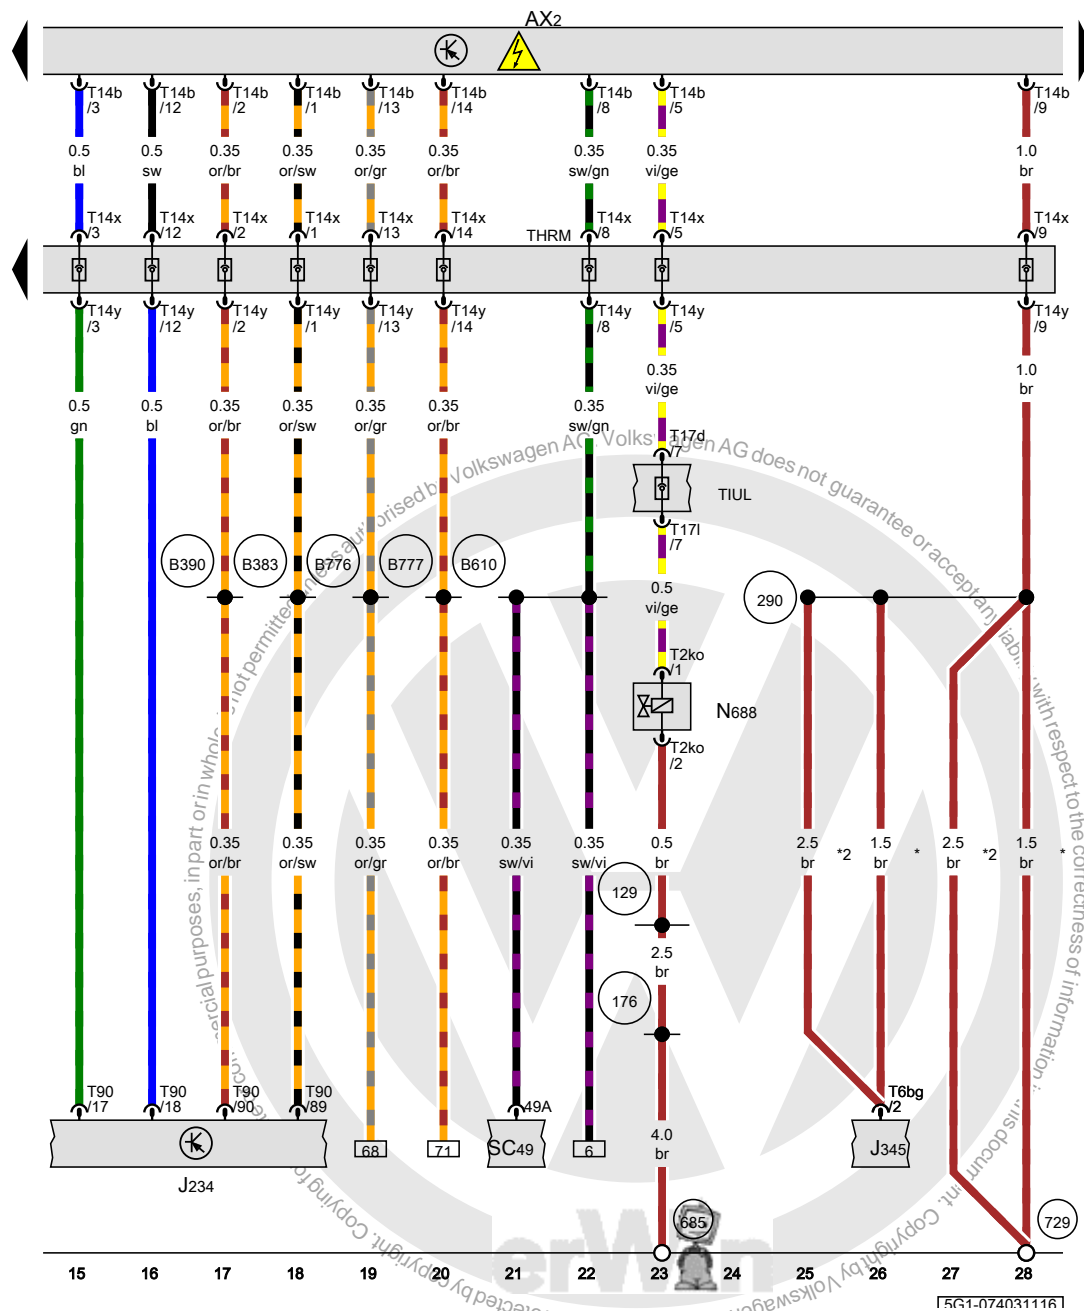 AX2
T14b /3
T14b /12
T14b /2
T14b /1
T14b /13
T14b /14
T14b /8
T14b /5
T14b /9
0.5 0.5 0.35 0.35 0.35 0.35 0.35 0.35 1.0
bl sw or/br or/sw or/gr or/br sw/gn vi/ge br
T14x /3
T14x /12
T14x /2
T14x /1
T14x /13
T14x /14
THRM
T14x /8
T14x /5
T14x /9
T14y /3
T14y /12
T14y /2
T14y /1
T14y /13
T14y /14
T14y /8
T14y /5
T14y /9
0.35 1.0
vi/ge br
0.5 0.5 0.35 0.35 0.35 0.35 0.35
gn bl or/br or/sw or/gr or/br sw/gn
T17d /7
TIUL
T17l /7
B390 B383 B776 B777 B610
0.5
vi/ge
290
T2ko /1
N688
T2ko /2
0.35 0.35 0.35 0.35 0.35 0.35 0.5 2.5 1.5 2.5 1.5
or/br or/sw or/gr or/br sw/vi sw/vi br br *2 br * br *2 br *
129
2.5
br
176
T90 /17
T90 /18
T90 /90
T90 /89
49A
T6bg /2
4.0
br
68 71 SC49 6 J345
J234
685 729
erWin
15 16 17 18 19 20 21 22 23 24 25 26 27 28
5G1-074031116